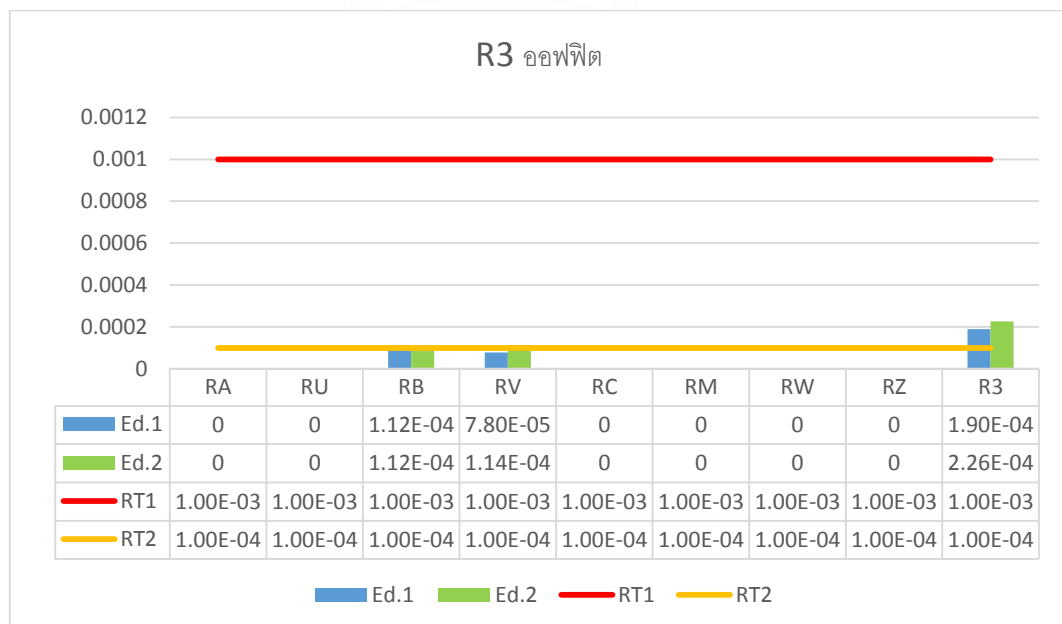 R3 ออฟฟิต
0.0012
0.001
0.0008
0.0006
0.0004
0.0002
0
RA RU RB RV RC RM RW RZ R3
Ed.1 0 0 1.12E-04 7.80E-05 0 0 0 0 1.90E-04
Ed.2 0 0 1.12E-04 1.14E-04 0 0 0 0 2.26E-04
RT1 1.00E-03 1.00E-03 1.00E-03 1.00E-03 1.00E-03 1.00E-03 1.00E-03 1.00E-03 1.00E-03
RT2 1.00E-04 1.00E-04 1.00E-04 1.00E-04 1.00E-04 1.00E-04 1.00E-04 1.00E-04 1.00E-04
Ed.1 Ed.2 RT1 RT2